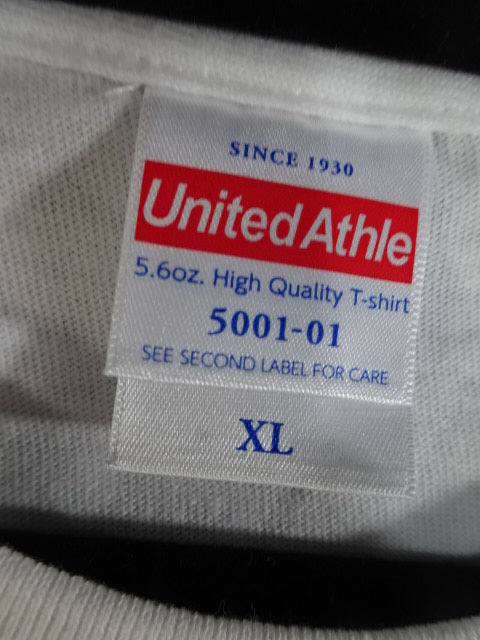 SINCE 1930
United Athle
5.6oz. High Quality T-shirt
5001-01
SEE SECOND LABEL FOR CARE
XL